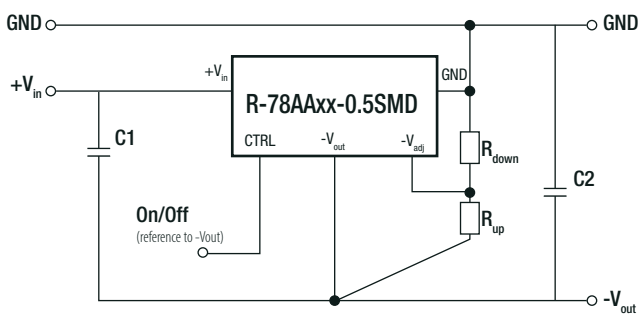 GND GND
+Vin +Vin GND
R-78AAxx-0.5SMD
C1 CTRL -Vout -Vadj Rdown
C2
On/Off Rup
(reference to -Vout)
-Vout